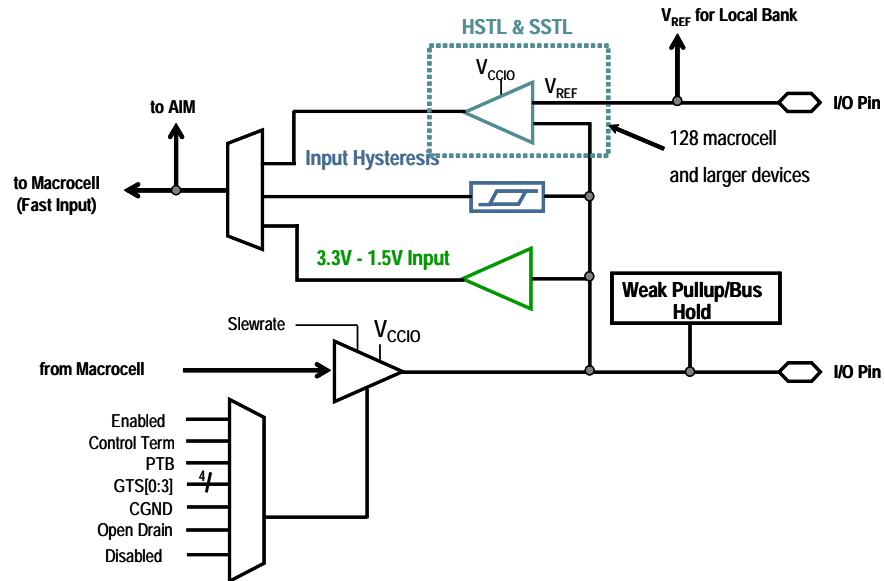 HSTL & SSTL
VREF for Local Bank
VCCIO
VREF
I/O Pin
to AIM
128 macrocell
and larger devices
Input Hysteresis
to Macrocell
(Fast Input)
3.3V - 1.5V Input
Weak Pullup/Bus
Hold
Slewrate
VCCIO
from Macrocell
I/O Pin
Enabled
Control Term
PTB
GTS[0:3]
4
CGND
Open Drain
Disabled